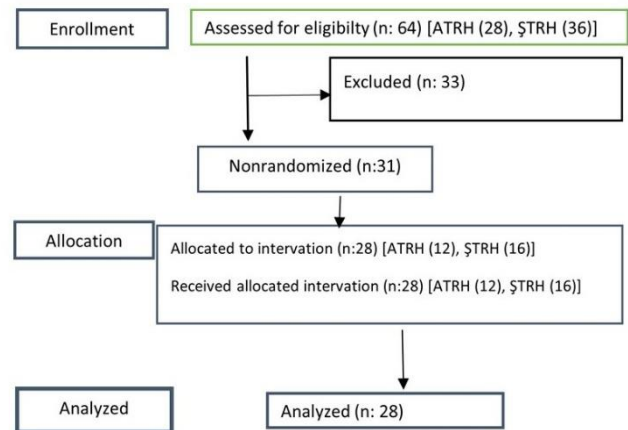 Enrollment
Assessed for eligibilty (n: 64) [ATRH (28), ŞTRH (36)]
Excluded (n: 33)
Nonrandomized (n:31)
Allocation
Allocated to intervation (n:28) [ATRH (12), ŞTRH (16)]
Received allocated intervention (n:28) [ATRH (12), ŞTRH (16)]
Analyzed
Analyzed (n: 28)